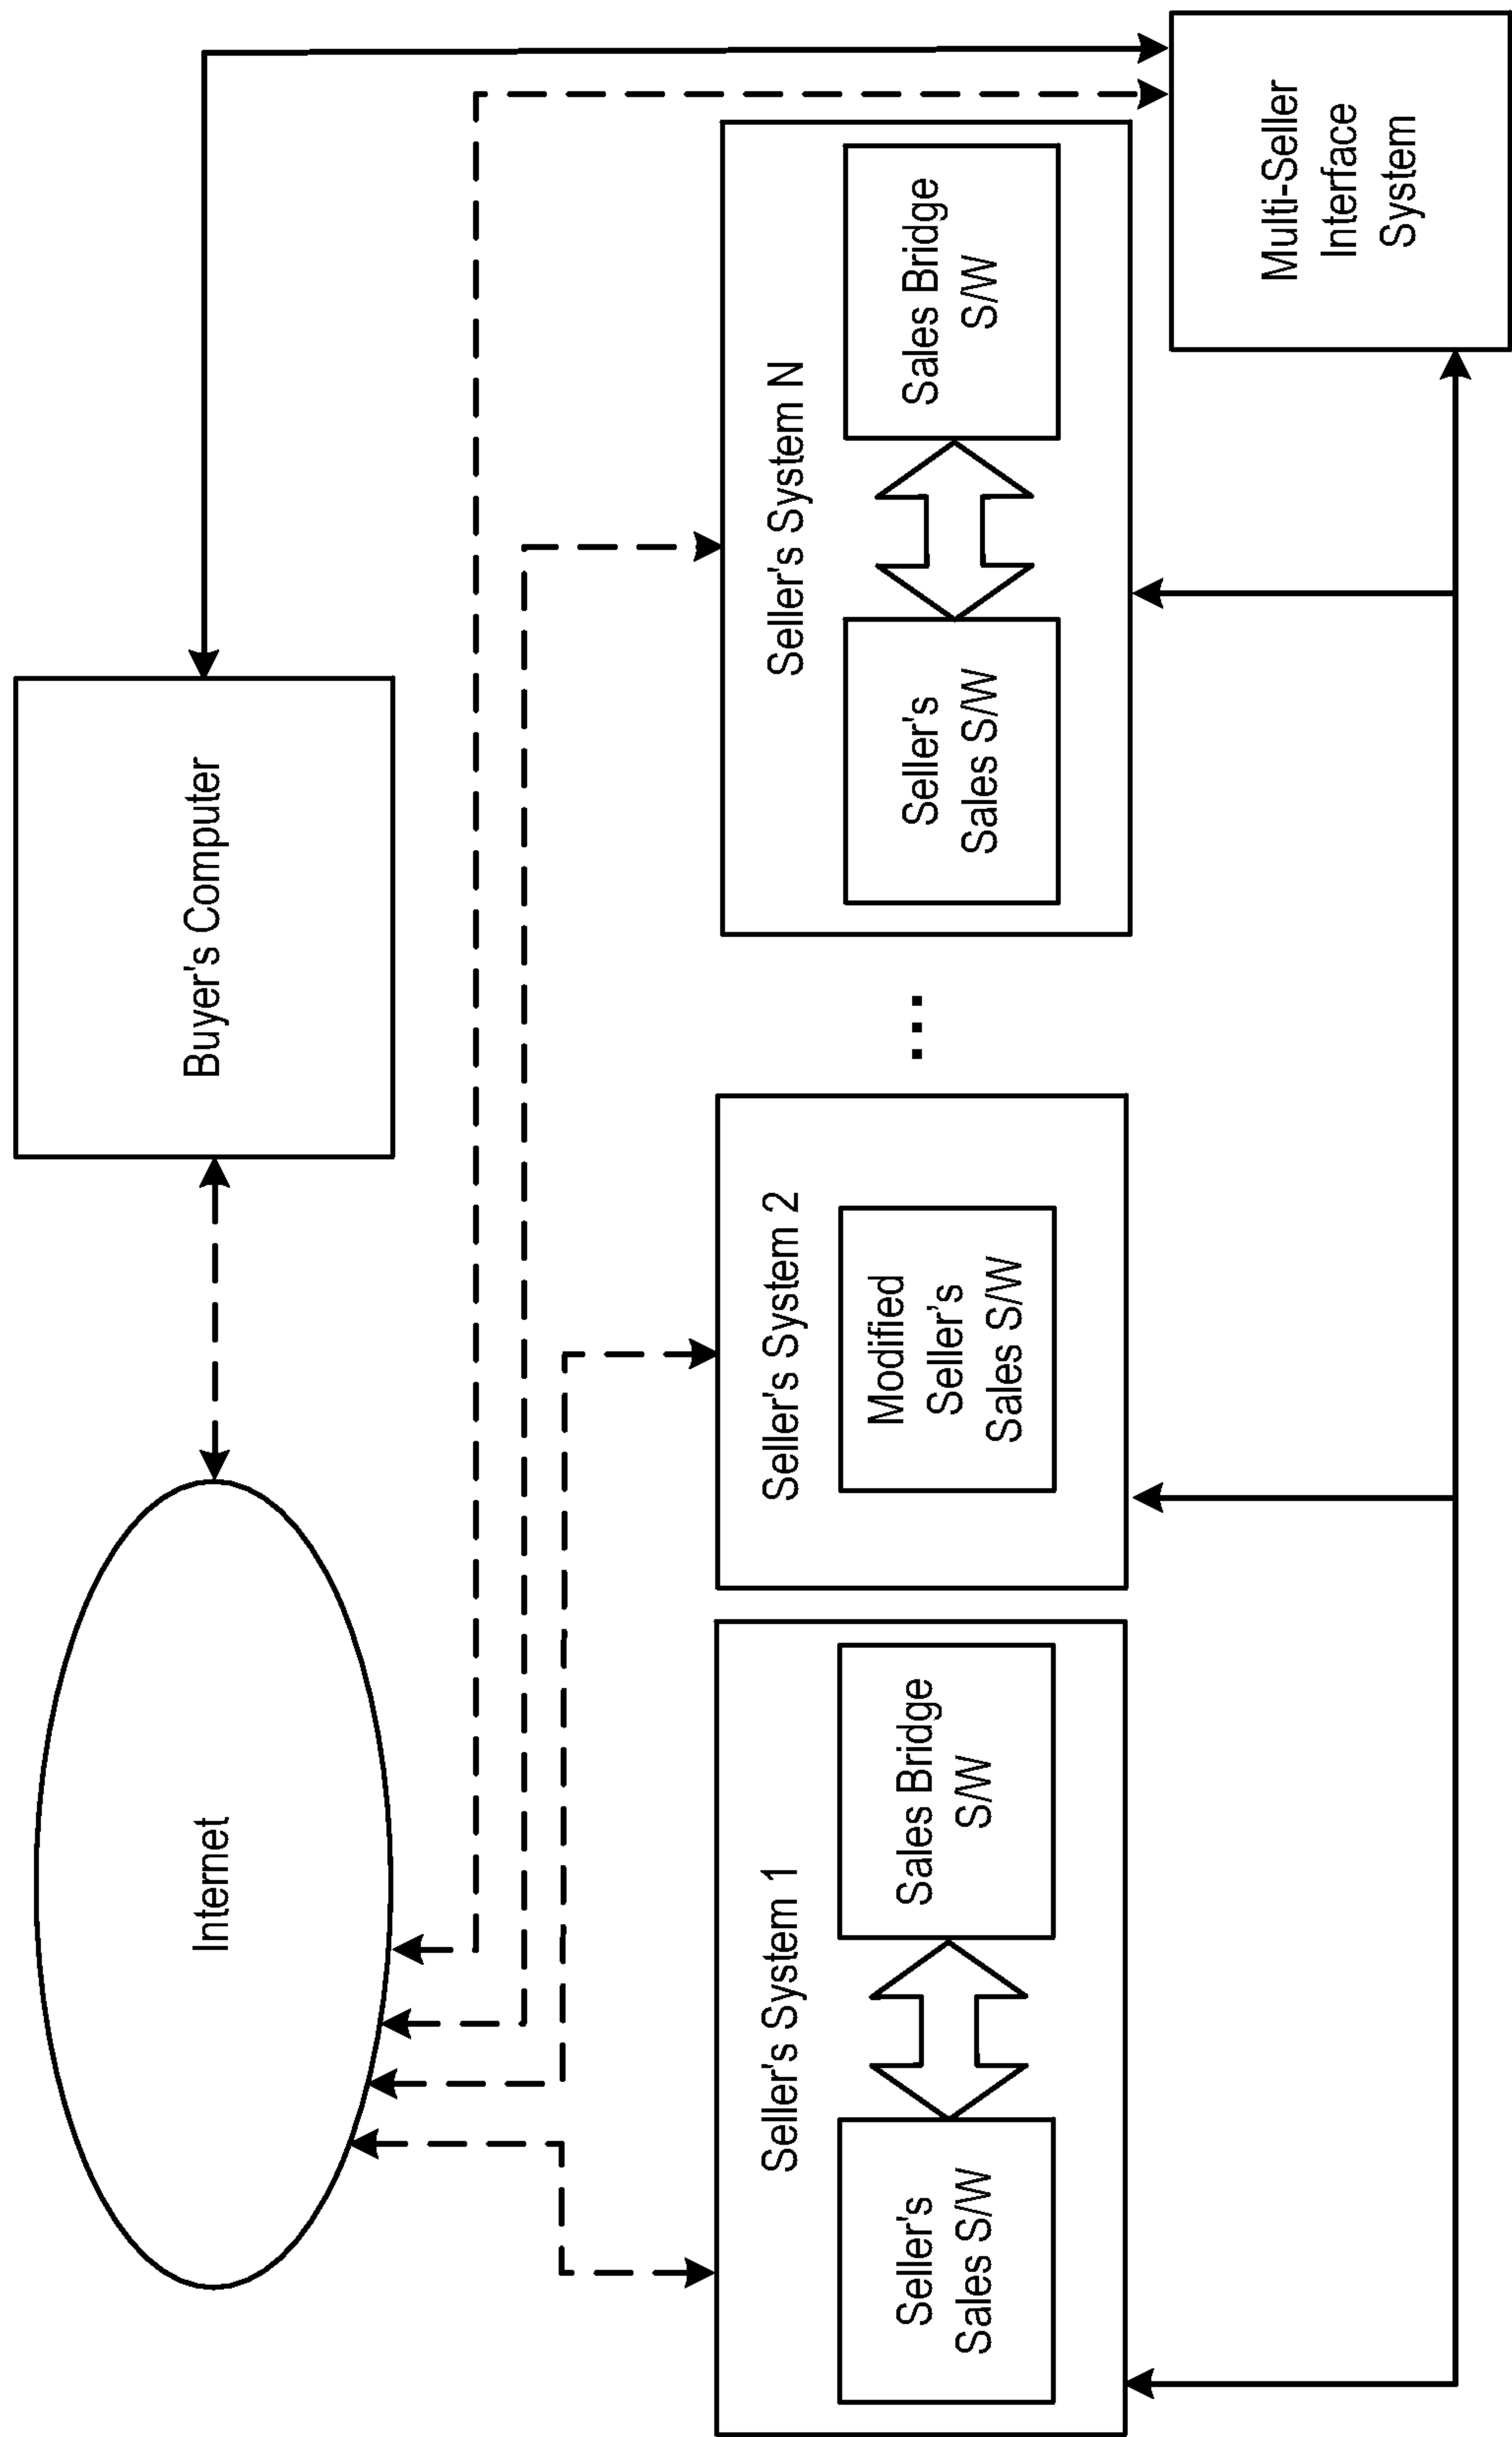 Internet
Buyer's Computer
Seller's System 1
Seller's
Sales S/W
Sales Bridge
S/W
Seller's System 2
Modified
Seller's
Sales S/W
...
Seller's System N
Seller's
Sales S/W
Sales Bridge
S/W
Multi-Seller
Interface
System